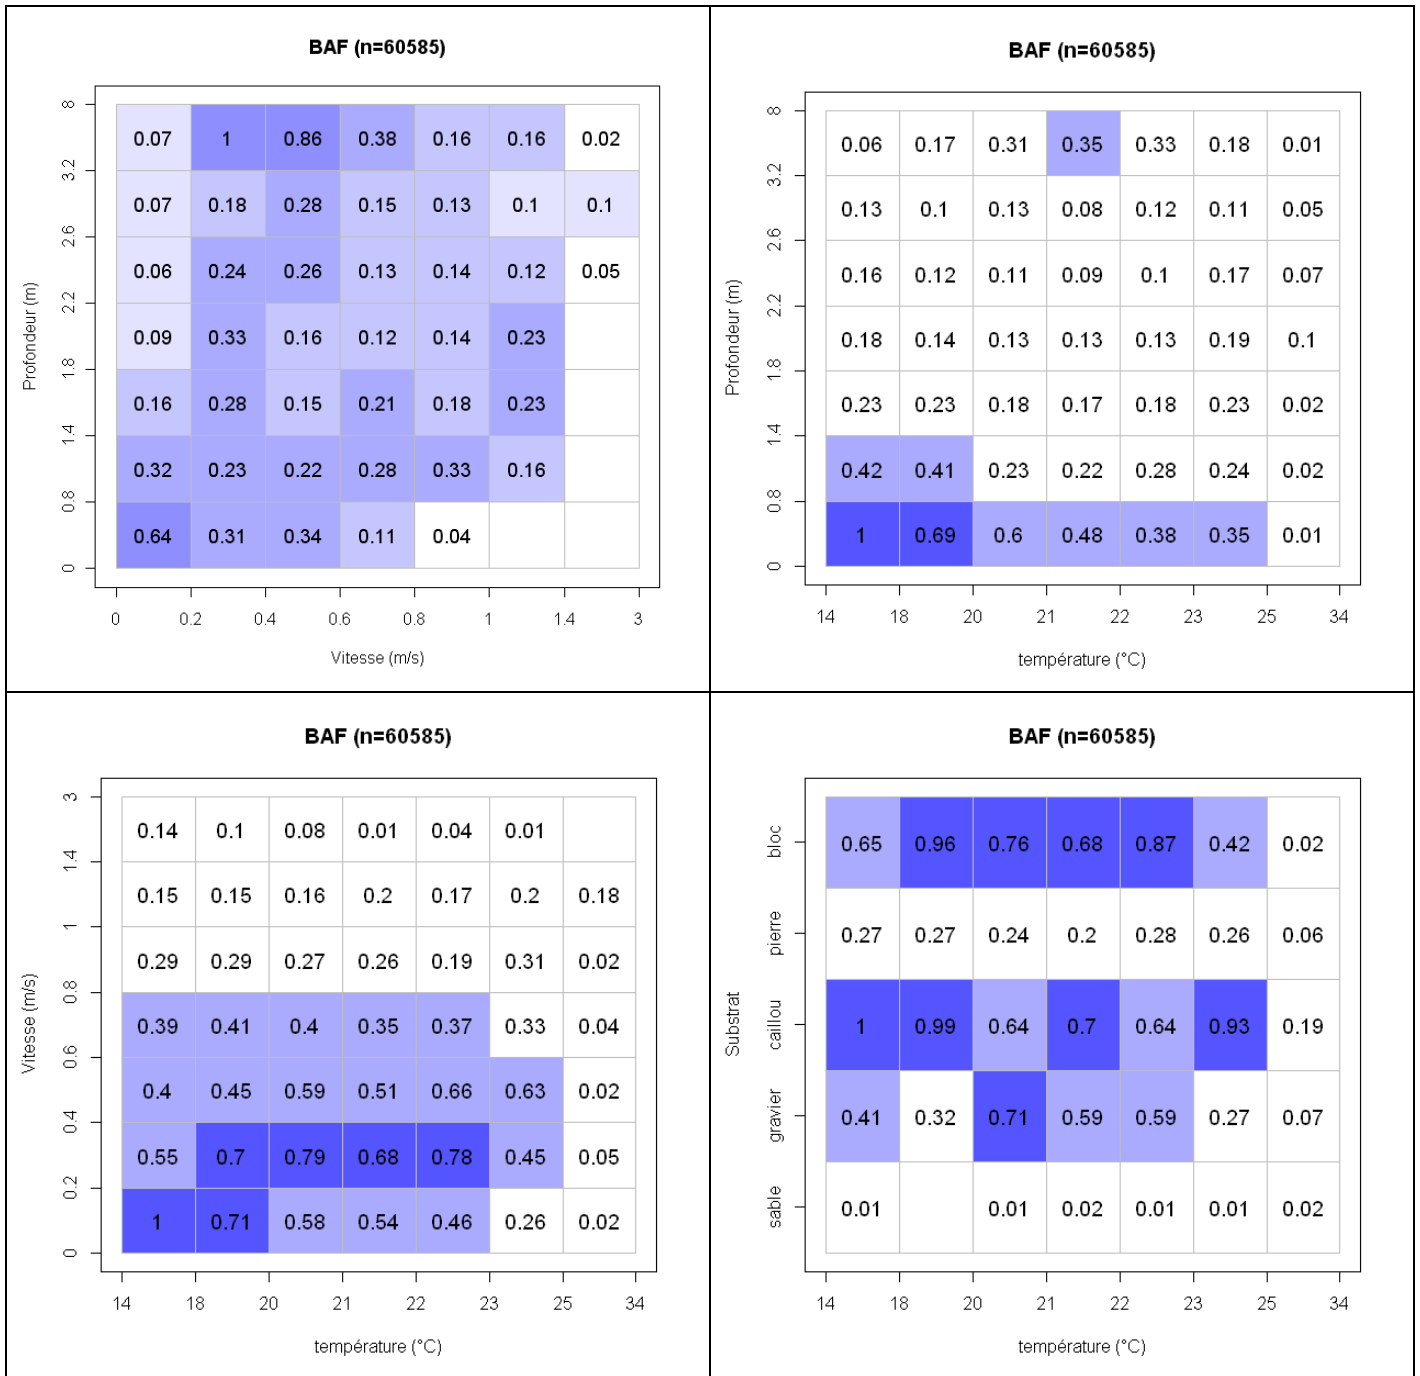 BAF (n=60585)
Profondeur (m)
8
0.07 1 0.86 0.38 0.16 0.16 0.02
3.2
0.07 0.18 0.28 0.15 0.13 0.1 0.1
2.6
0.06 0.24 0.26 0.13 0.14 0.12 0.05
2.2
0.09 0.33 0.16 0.12 0.14 0.23
1.8
0.16 0.28 0.15 0.21 0.18 0.23
1.4
0.32 0.23 0.22 0.28 0.33 0.16
0.8
0.64 0.31 0.34 0.11 0.04
0
0 0.2 0.4 0.6 0.8 1 1.4 3
Vitesse (m/s)
BAF (n=60585)
Profondeur (m)
8
0.06 0.17 0.31 0.35 0.33 0.18 0.01
3.2
0.13 0.1 0.13 0.08 0.12 0.11 0.05
2.6
0.16 0.12 0.11 0.09 0.1 0.17 0.07
2.2
0.18 0.14 0.13 0.13 0.13 0.19 0.1
1.8
0.23 0.23 0.18 0.17 0.18 0.23 0.02
1.4
0.42 0.41 0.23 0.22 0.28 0.24 0.02
0.8
1 0.69 0.6 0.48 0.38 0.35 0.01
0
14 18 20 21 22 23 25 34
température (°C)
BAF (n=60585)
Vitesse (m/s)
3
0.14 0.1 0.08 0.01 0.04 0.01
1.4
0.15 0.15 0.16 0.2 0.17 0.2 0.18
1
0.29 0.29 0.27 0.26 0.19 0.31 0.02
0.8
0.39 0.41 0.4 0.35 0.37 0.33 0.04
0.6
0.4 0.45 0.59 0.51 0.66 0.63 0.02
0.4
0.55 0.7 0.79 0.68 0.78 0.45 0.05
0.2
1 0.71 0.58 0.54 0.46 0.26 0.02
0
14 18 20 21 22 23 25 34
température (°C)
BAF (n=60585)
Substrat
bloc 0.65 0.96 0.76 0.68 0.87 0.42 0.02
pierre 0.27 0.27 0.24 0.2 0.28 0.26 0.06
caillou 1 0.99 0.64 0.7 0.64 0.93 0.19
gravier 0.41 0.32 0.71 0.59 0.59 0.27 0.07
sable 0.01 0.01 0.02 0.01 0.01 0.02
14 18 20 21 22 23 25 34
température (°C)